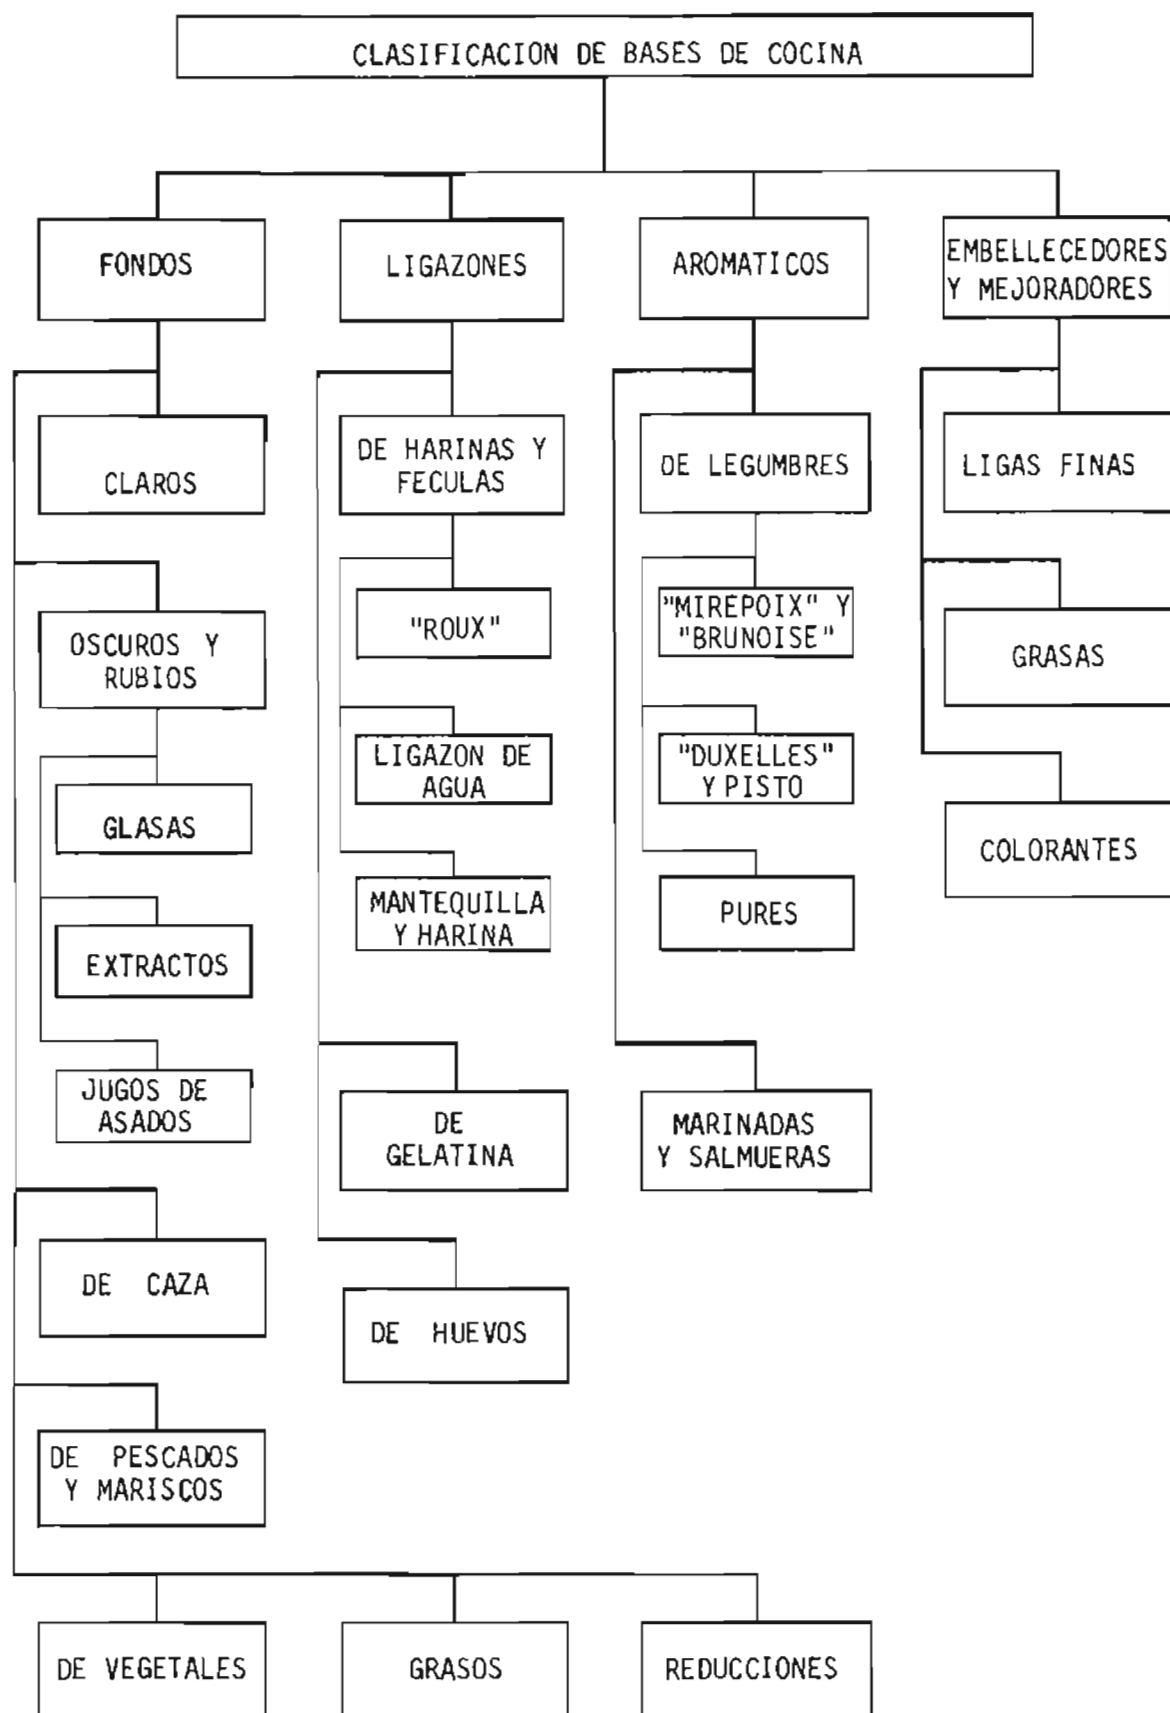 CLASIFICACION DE BASES DE COCINA
FONDOS
LIGAZONES
AROMATICOS
EMBELLECEDORES
Y MEJORADORES
CLAROS
DE HARINAS Y
FECULAS
DE LEGUMBRES
LIGAS FINAS
OSCUROS Y
RUBIOS
"ROUX"
"MIREPOIX" Y
"BRUNOISE"
GRASAS
GLASAS
LIGAZON DE
AGUA
"DUXELLES"
Y PISTO
COLORANTES
EXTRACTOS
MANTEQUILLA
Y HARINA
PURES
JUGOS DE
ASADOS
DE
GELATINA
MARINADAS
Y SALMUERAS
DE CAZA
DE HUEVOS
DE PESCADOS
Y MARISCOS
DE VEGETALES
GRASOS
REDUCCIONES